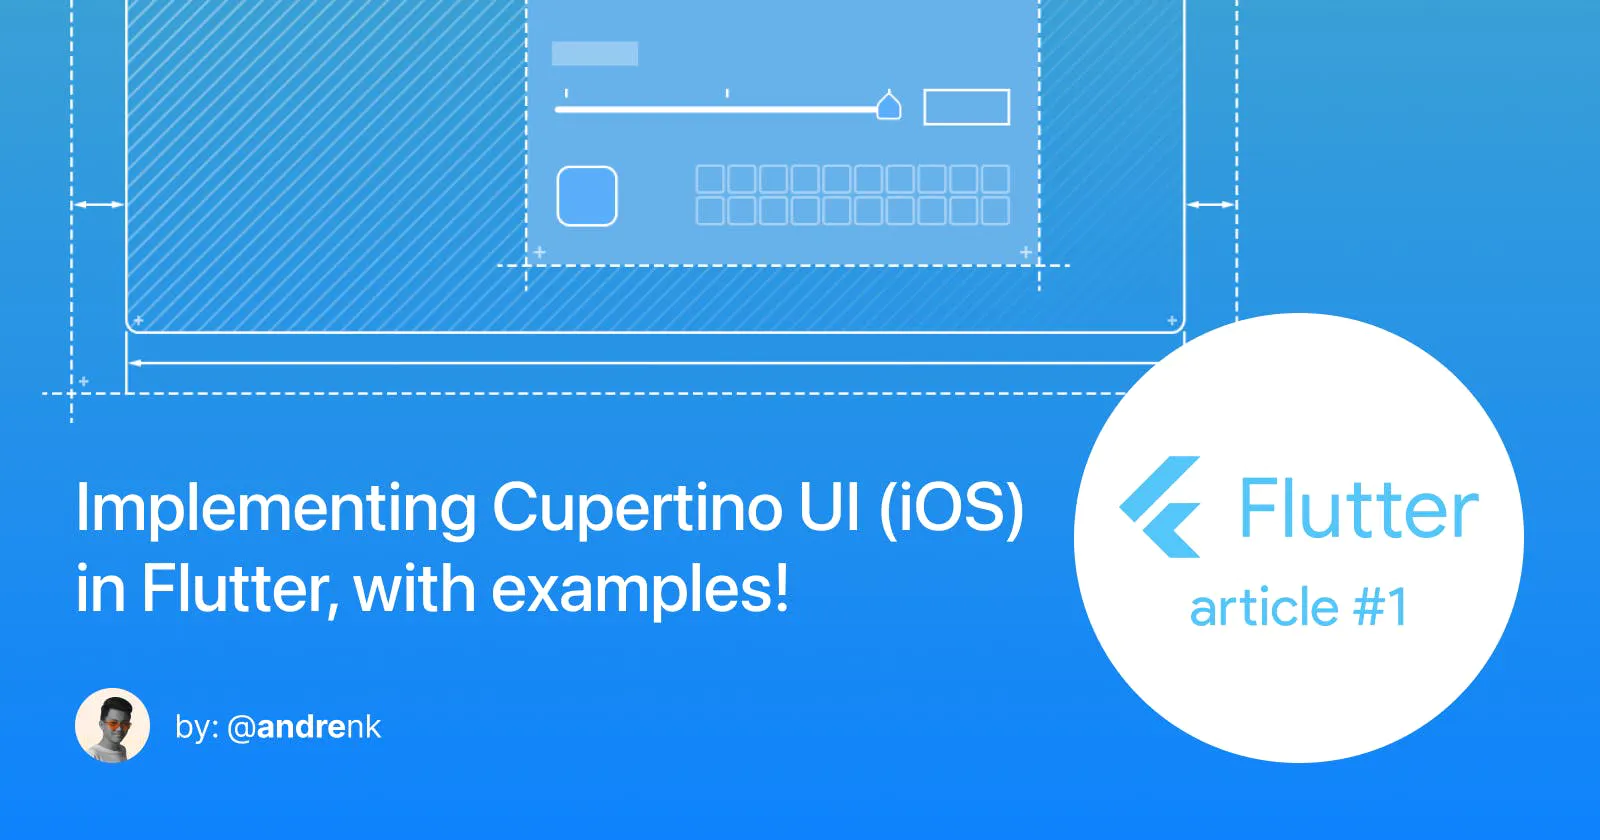 Implementing Cupertino UI (iOS)
in Flutter, with examples!
by: @andrenk
Flutter
article #1